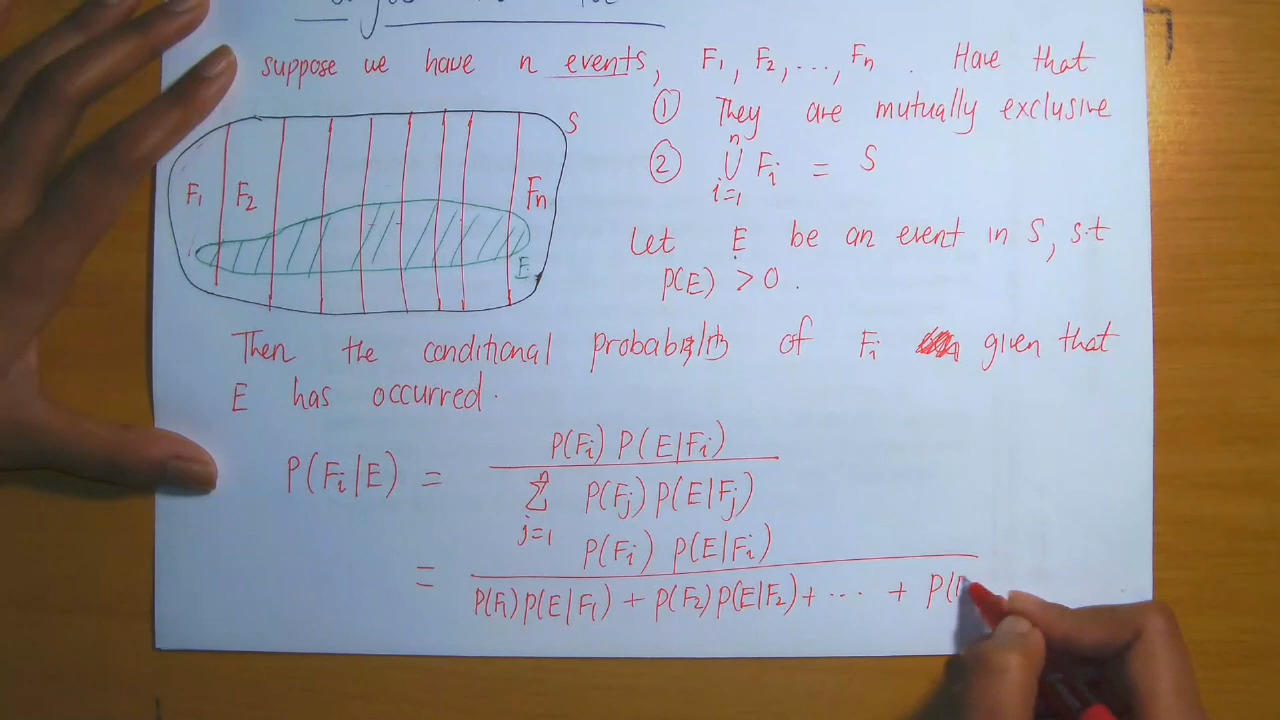 suppose we have n events, F₁, F₂, ..., Fn. Have that
① They are mutually exclusive
S
② ⋃ᵢ₌₁ⁿ Fᵢ = S
F₁ F₂ Fn
Let E be an event in S, s.t
E
P(E) > 0.
Then the conditional probability of Fᵢ given that
E has occurred.
P(Fᵢ|E) = P(Fᵢ) P(E|Fᵢ) / ∑ⱼ₌₁ⁿ P(Fⱼ) P(E|Fⱼ)
= P(Fᵢ) P(E|Fᵢ) / P(F₁) P(E|F₁) + P(F₂) P(E|F₂) + ... + P(